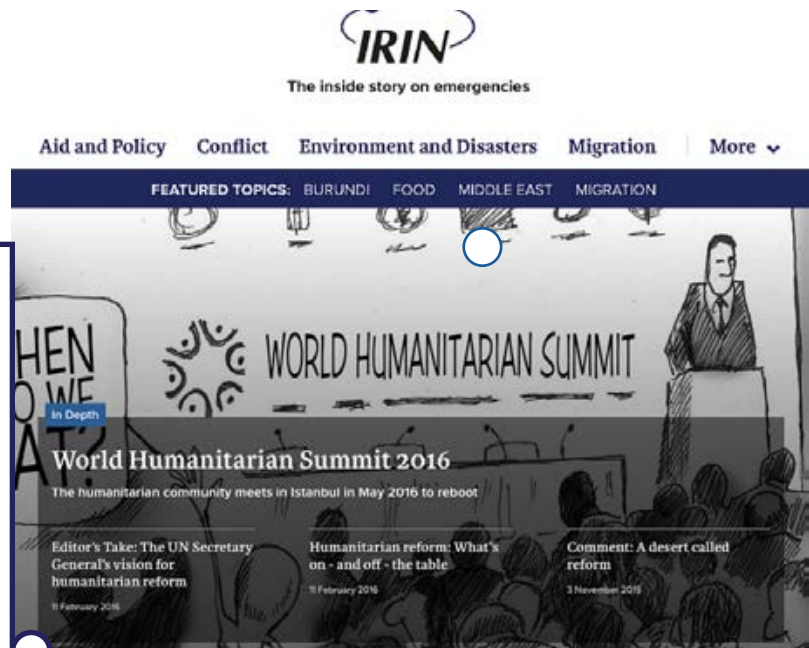 IRIN
The inside story on emergencies
Aid and Policy Conflict Environment and Disasters Migration More
FEATURED TOPICS: BURUNDI FOOD MIDDLE EAST MIGRATION
WORLD HUMANITARIAN SUMMIT
In Depth
World Humanitarian Summit 2016
The humanitarian community meets in Istanbul in May 2016 to reboot
Editor's Take: The UN Secretary
General's vision for
humanitarian reform
11 February 2016
Humanitarian reform: What's
on - and off - the table
11 February 2016
Comment: A desert called
reform
3 November 2015